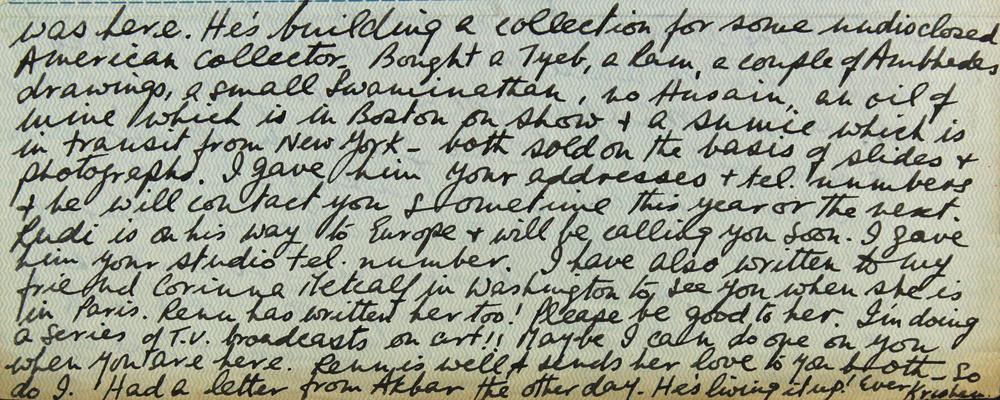 was here. He's building a collection for some undisclosed
American collector. Bought a Tyeb, a Ram, a couple of Ambadas
drawings, a small Swaminathan, no Husain, an oil of
mine which is in Boston on show + a sumie which is
in transit from New York - both sold on the basis of slides +
photographs. I gave him your addresses + tel. numbers
+ he will contact you sometime this year or the next.
Rudi is on his way to Europe + will be calling you soon. I gave
him your studio tel. number. I have also written to my
friend Corinna Metcalf in Washington to see you when she is
in Paris. Renu has written her too! Please be good to her. I'm doing
a series of T.V. broadcasts on art!! Maybe I can do one on you
when you are here. Renu is well & sends her love to you both - So
do I. Had a letter from Akbar the other day. He's living it up! Ever Krishen.